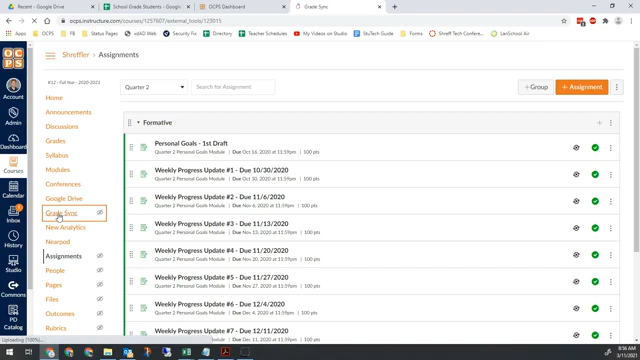 Recent - Google Drive
School Grade Students - Google
OCPS Dashboard
Grade Sync
ocps.instructure.com/courses/1257607/external_tools/123015
Apps
OCPS
FB
Status Pages
vdAD Web
Security Fix
Directory
Teacher Schedules
StuTech Guide
Forms
Shreff Tech Comfort...
LanSchool Air
OCPS
Shreffler > Assignments
Account
Admin
Dashboard
Courses
Calendar
Inbox
History
Studio
Commons
PD Catalog
K12 - Full Year - 2020-2021
Home
Announcements
Discussions
Grades
Syllabus
Modules
Conferences
Google Drive
Grade Sync
New Analytics
Nearpod
Assignments
People
Pages
Files
Outcomes
Rubrics
Quarter 2
Search for Assignment
+ Group
+ Assignment
Formative
Personal Goals - 1st Draft
Quarter 2 Personal Goals Module | Due Oct 16, 2020 at 11:59pm | 100 pts
Weekly Progress Update #1 - Due 10/30/2020
Quarter 2 Personal Goals Module | Due Oct 30, 2020 at 11:59pm | 100 pts
Weekly Progress Update #2 - Due 11/6/2020
Quarter 2 Personal Goals Module | Due Nov 6, 2020 at 11:59pm | 100 pts
Weekly Progress Update #3 - Due 11/13/2020
Quarter 2 Personal Goals Module | Due Nov 13, 2020 at 11:59pm | 100 pts
Weekly Progress Update #4 - Due 11/20/2020
Quarter 2 Personal Goals Module | Due Nov 20, 2020 at 11:59pm | 100 pts
Weekly Progress Update #5 - Due 11/27/2020
Quarter 2 Personal Goals Module | Due Nov 27, 2020 at 11:59pm | 100 pts
Weekly Progress Update #6 - Due 12/4/2020
Quarter 2 Personal Goals Module | Due Dec 4, 2020 at 11:59pm | 100 pts
Weekly Progress Update #7 - Due 12/11/2020
Module | Due Dec 11, 2020 at 11:59pm | 100 pts
Uploading (100%)...
8:56 AM
3/11/2021